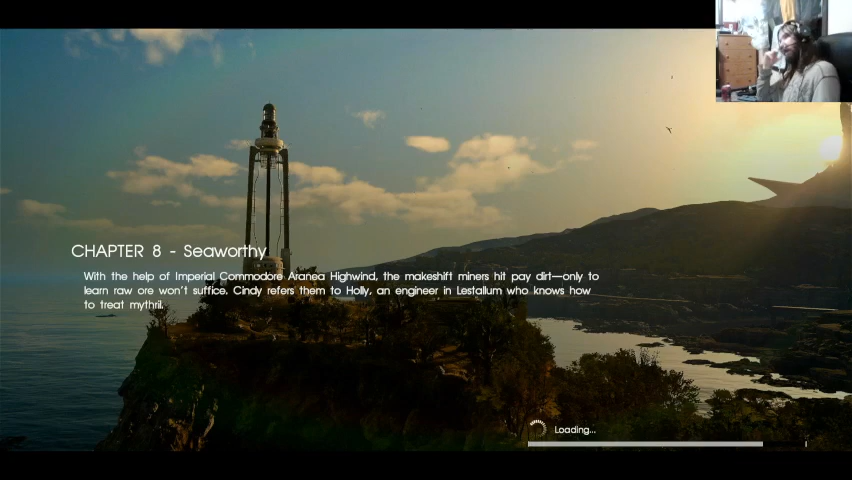 CHAPTER 8 - Seaworthy
With the help of Imperial Commodore Aranea Highwind, the makeshift miners hit pay dirt—only to
learn raw ore won't suffice. Cindy refers them to Holly, an engineer in Lestallum who knows how
to treat mythril.
Loading...